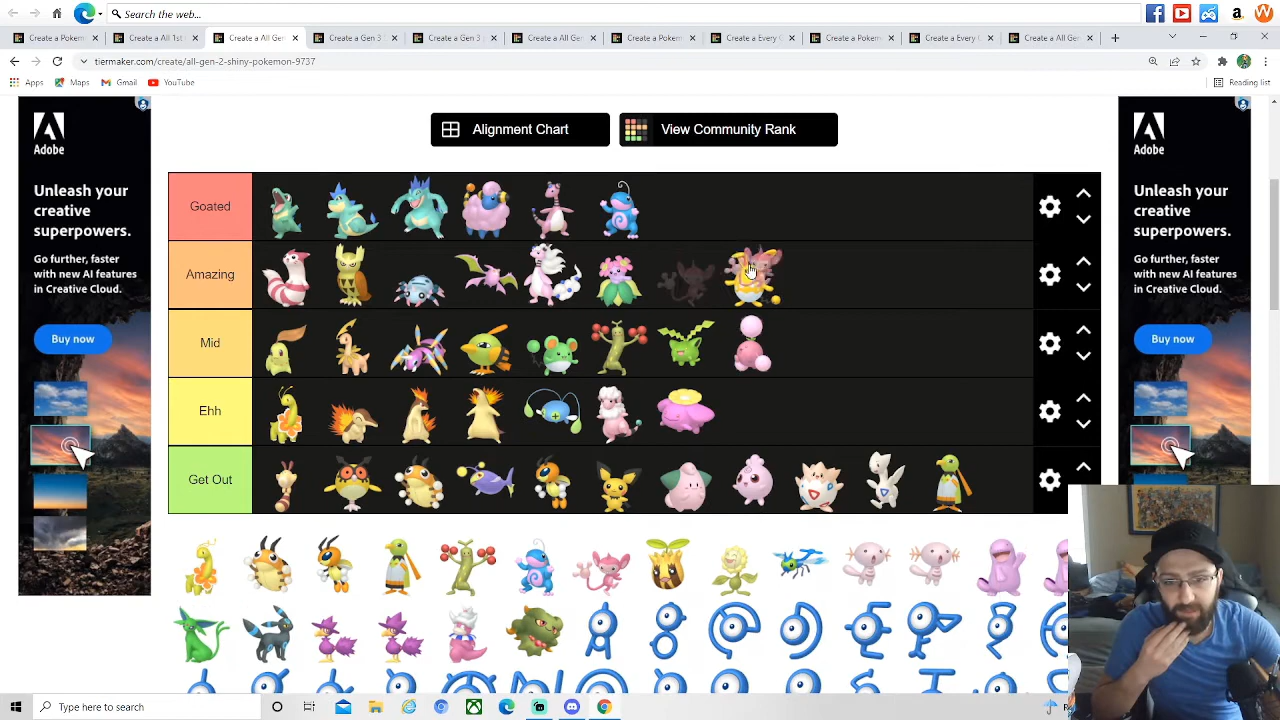 Search the web...
Create a Pokem
Create a All 1st
Create a All Gen
Create a Gen 3
Create a Gen
Create a All Gen
Create a Pokem
Create a Every
Create a Pokem
Create a Every
Create a All Gen
tiermaker.com/create/all-gen-2-shiny-pokemon-9737
Apps
Maps
Gmail
YouTube
Reading list
Alignment Chart
View Community Rank
Adobe
Unleash your
creative
superpowers.
Go further, faster
with new AI features
in Creative Cloud.
Buy now
Goated
Amazing
Mid
Ehh
Get Out
Adobe
Unleash your
creative
superpowers.
Go further, faster
with new AI features
in Creative Cloud.
Buy now
Type here to search